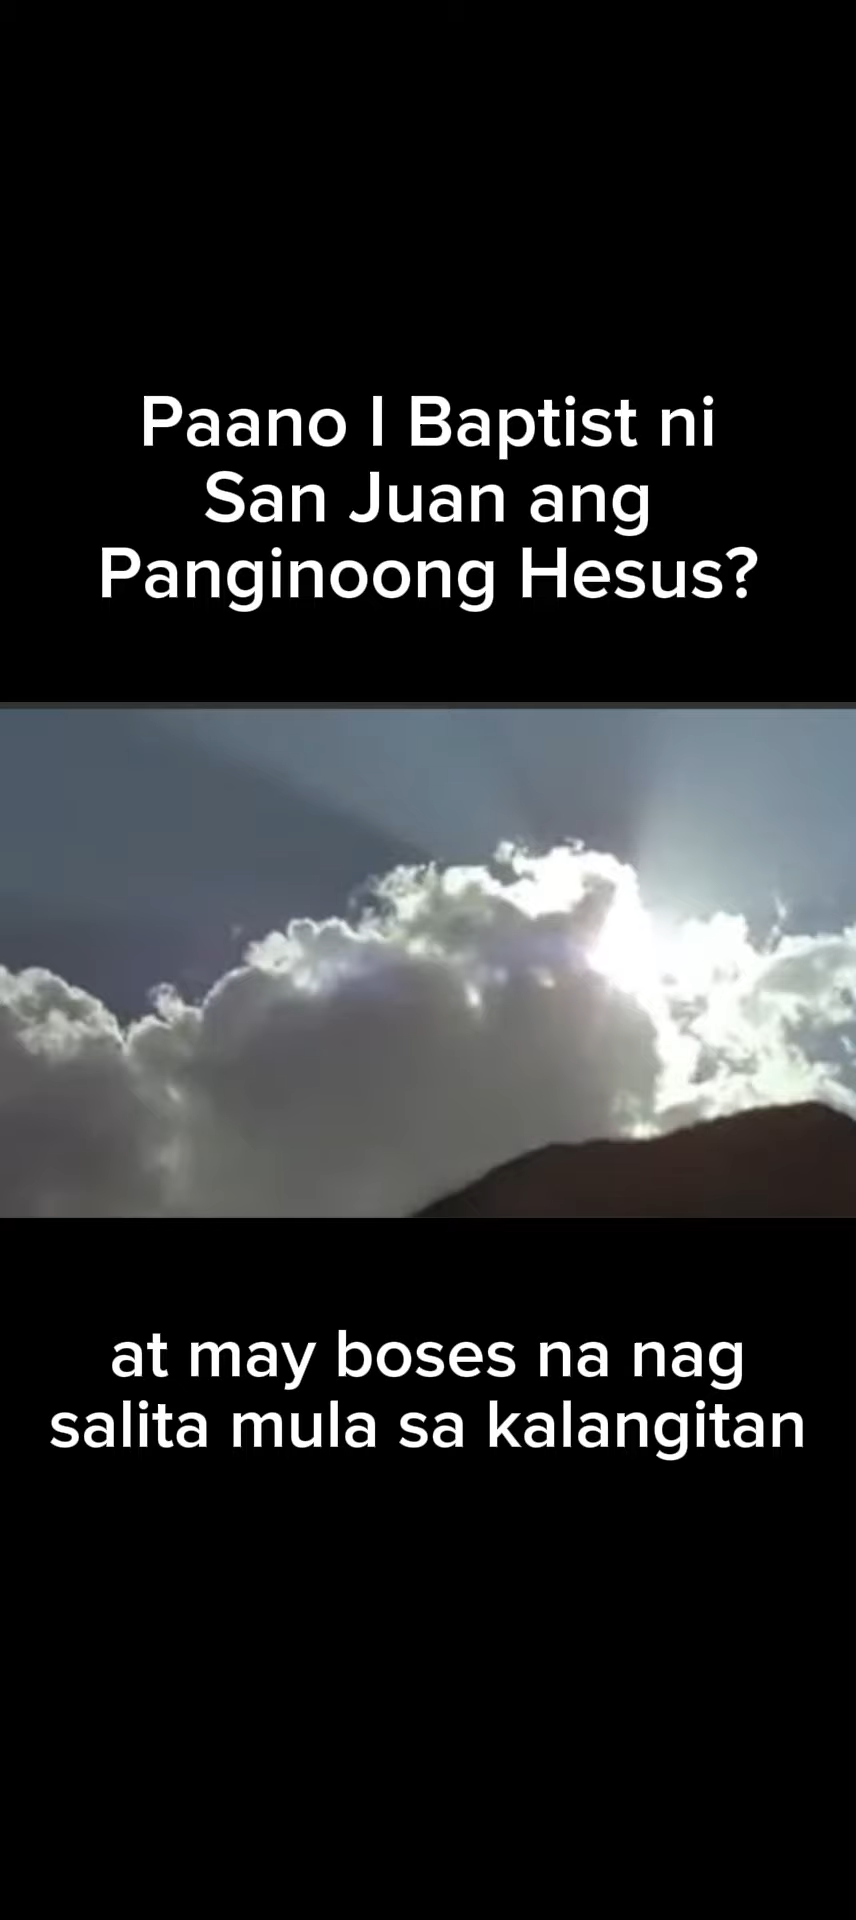 Paano I Baptist ni
San Juan ang
Panginoong Hesus?
at may boses na nag
salita mula sa kalangitan